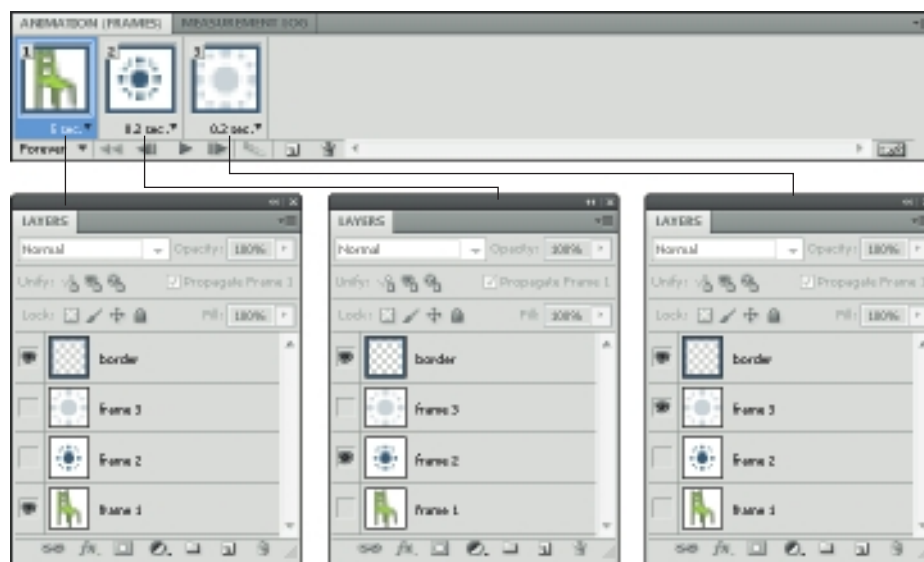 ANIMATION (FRAMES) MEASUREMENT LOG
1 2 3
5 sec. 0.2 sec. 0.2 sec.
Forever
LAYERS
Normal Opacity: 100%
Unify: Propagate Frame 1
Lock: Fill: 100%
border
frame 3
frame 2
frame 1
fx.
LAYERS
Normal Opacity: 100%
Unify: Propagate Frame 1
Lock: Fill: 100%
border
frame 3
frame 2
frame 1
fx.
LAYERS
Normal Opacity: 100%
Unify: Propagate Frame 1
Lock: Fill: 100%
border
frame 3
frame 2
frame 1
fx.